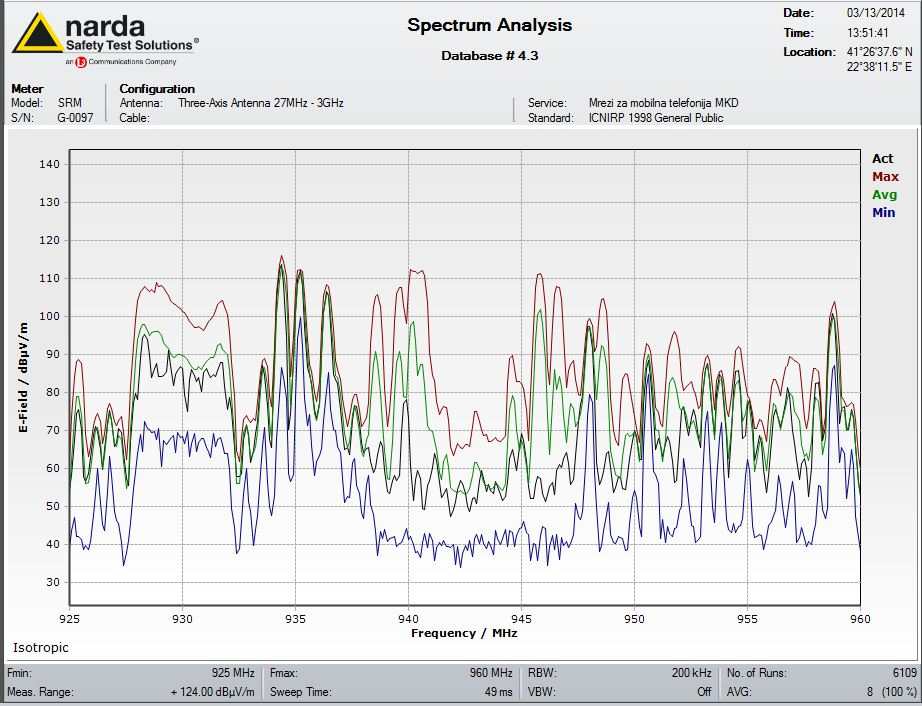 narda
Safety Test Solutions®
an L3 Communications Company
Spectrum Analysis
Database # 4.3
Date: 03/13/2014
Time: 13:51:41
Location: 41°26'37.6" N
22°38'11.5" E
Meter
Model: SRM
S/N: G-0097
Configuration
Antenna: Three-Axis Antenna 27MHz - 3GHz
Cable:
Service: Mrezi za mobilna telefonija MKD
Standard: ICNIRP 1998 General Public
E-Field / dBµV/m
140
130
120
110
100
90
80
70
60
50
40
30
925 930 935 940 945 950 955 960
Frequency / MHz
Act
Max
Avg
Min
Isotropic
Fmin: 925 MHz Fmax: 960 MHz RBW: 200 kHz No. of Runs: 6109
Meas. Range: + 124.00 dBµV/m Sweep Time: 49 ms VBW: Off AVG: 8 (100 %)